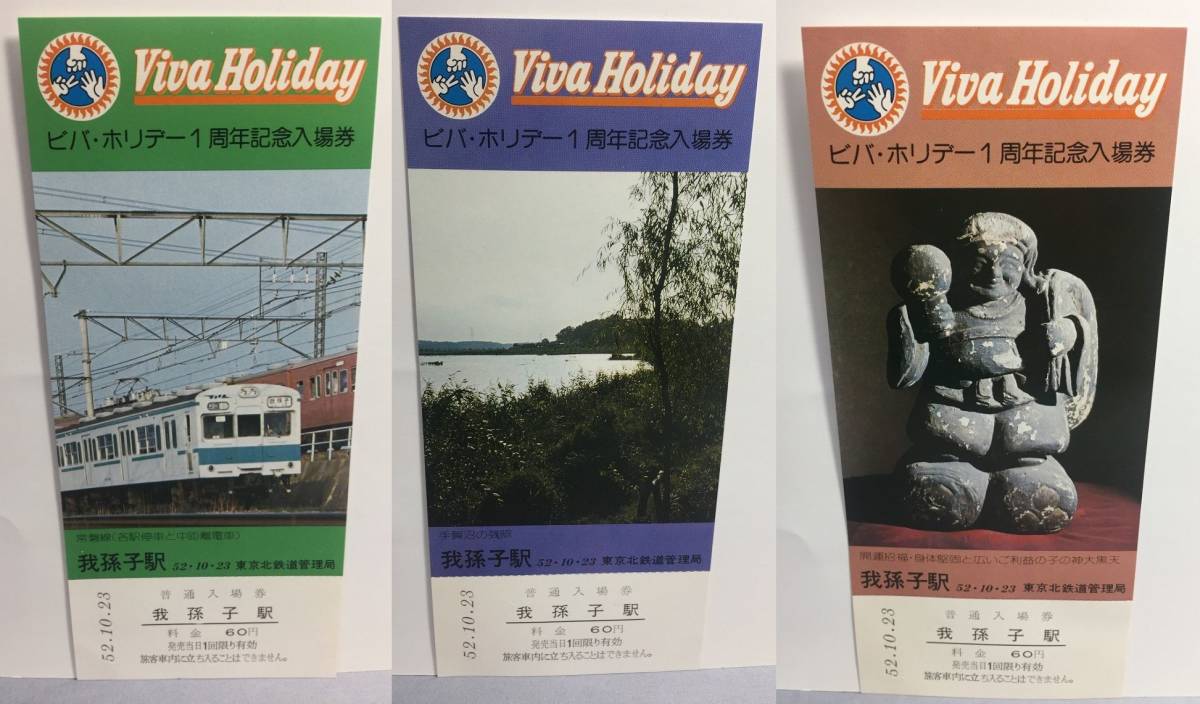 Viva Holiday
ビバ・ホリデー1周年記念入場券
我孫子
常磐線(各駅停車と中距離電車)
我孫子駅 52・10・23 東京北鉄道管理局
52.10.23
普通入場券
我孫子駅
料金 60円
発売当日1回限り有効
旅客車内に立ち入ることはできません。
Viva Holiday
ビバ・ホリデー1周年記念入場券
手賀沼の残照
我孫子駅 52・10・23 東京北鉄道管理局
52.10.23
普通入場券
我孫子駅
料金 60円
発売当日1回限り有効
旅客車内に立ち入ることはできません。
Viva Holiday
ビバ・ホリデー1周年記念入場券
開運招福・身体堅固と広いご利益の子の神大黒天
我孫子駅 52・10・23 東京北鉄道管理局
52.10.23
普通入場券
我孫子駅
料金 60円
発売当日1回限り有効
旅客車内に立ち入ることはできません。